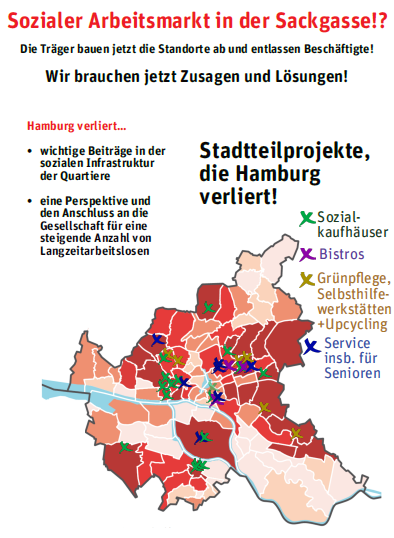 Sozialer Arbeitsmarkt in der Sackgasse!?
Die Träger bauen jetzt die Standorte ab und entlassen Beschäftigte!
Wir brauchen jetzt Zusagen und Lösungen!
Hamburg verliert...
• wichtige Beiträge in der
sozialen Infrastruktur
der Quartiere
• eine Perspektive und
den Anschluss an die
Gesellschaft für eine
steigende Anzahl von
Langzeitarbeitslosen
Stadtteilprojekte,
die Hamburg
verliert!
Sozial-
kaufhäuser
Bistros
Grünpflege,
Selbsthilfe-
werkstätten
+Upcycling
Service
insb. für
Senioren